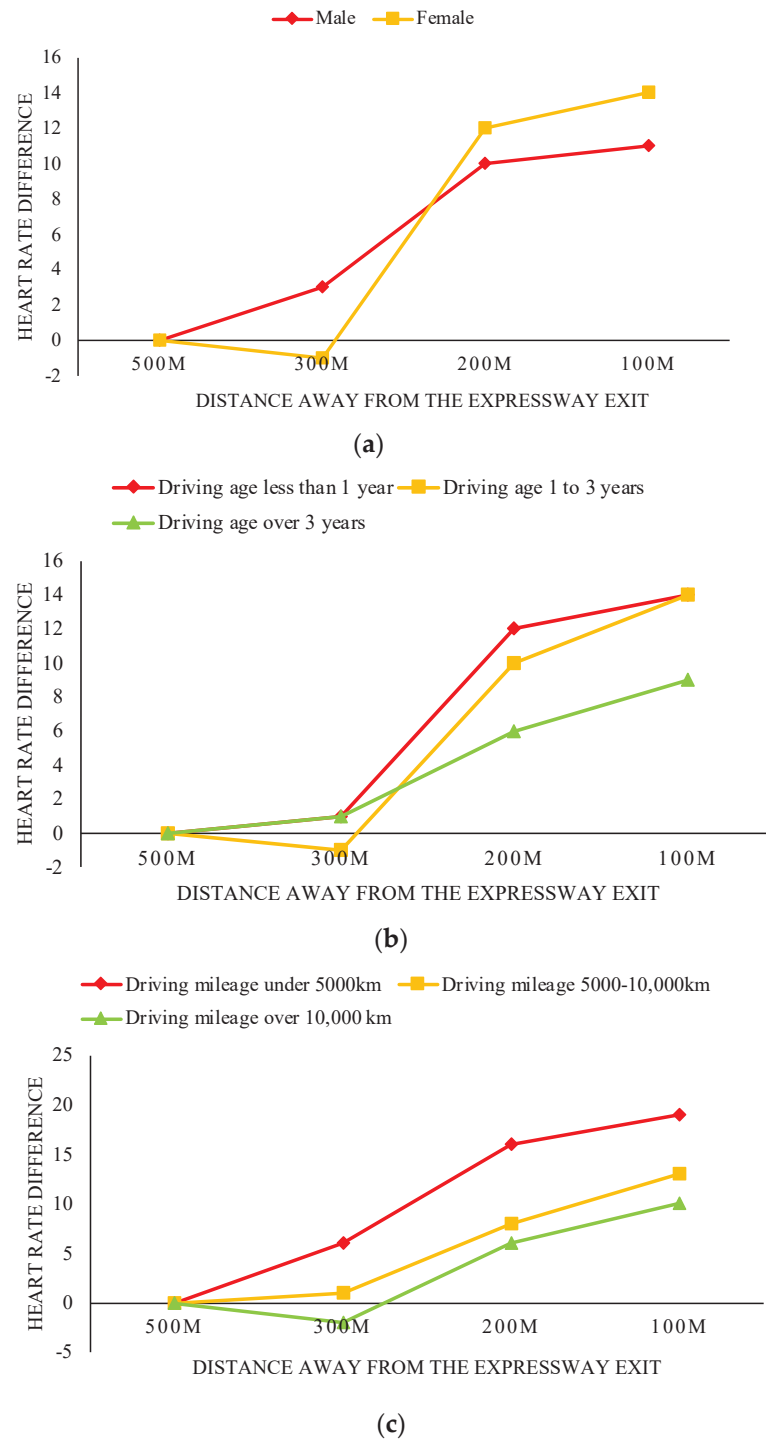 Male Female
16
14
12
10
8
6
4
2
0
-2
HEART RATE DIFFERENCE
500M 300M 200M 100M
DISTANCE AWAY FROM THE EXPRESSWAY EXIT
(a)
Driving age less than 1 year Driving age 1 to 3 years
Driving age over 3 years
16
14
12
10
8
6
4
2
0
-2
HEART RATE DIFFERENCE
500M 300M 200M 100M
DISTANCE AWAY FROM THE EXPRESSWAY EXIT
(b)
Driving mileage under 5000km Driving mileage 5000-10,000km
Driving mileage over 10,000 km
25
20
15
10
5
0
-5
HEART RATE DIFFERENCE
500M 300M 200M 100M
DISTANCE AWAY FROM THE EXPRESSWAY EXIT
(c)